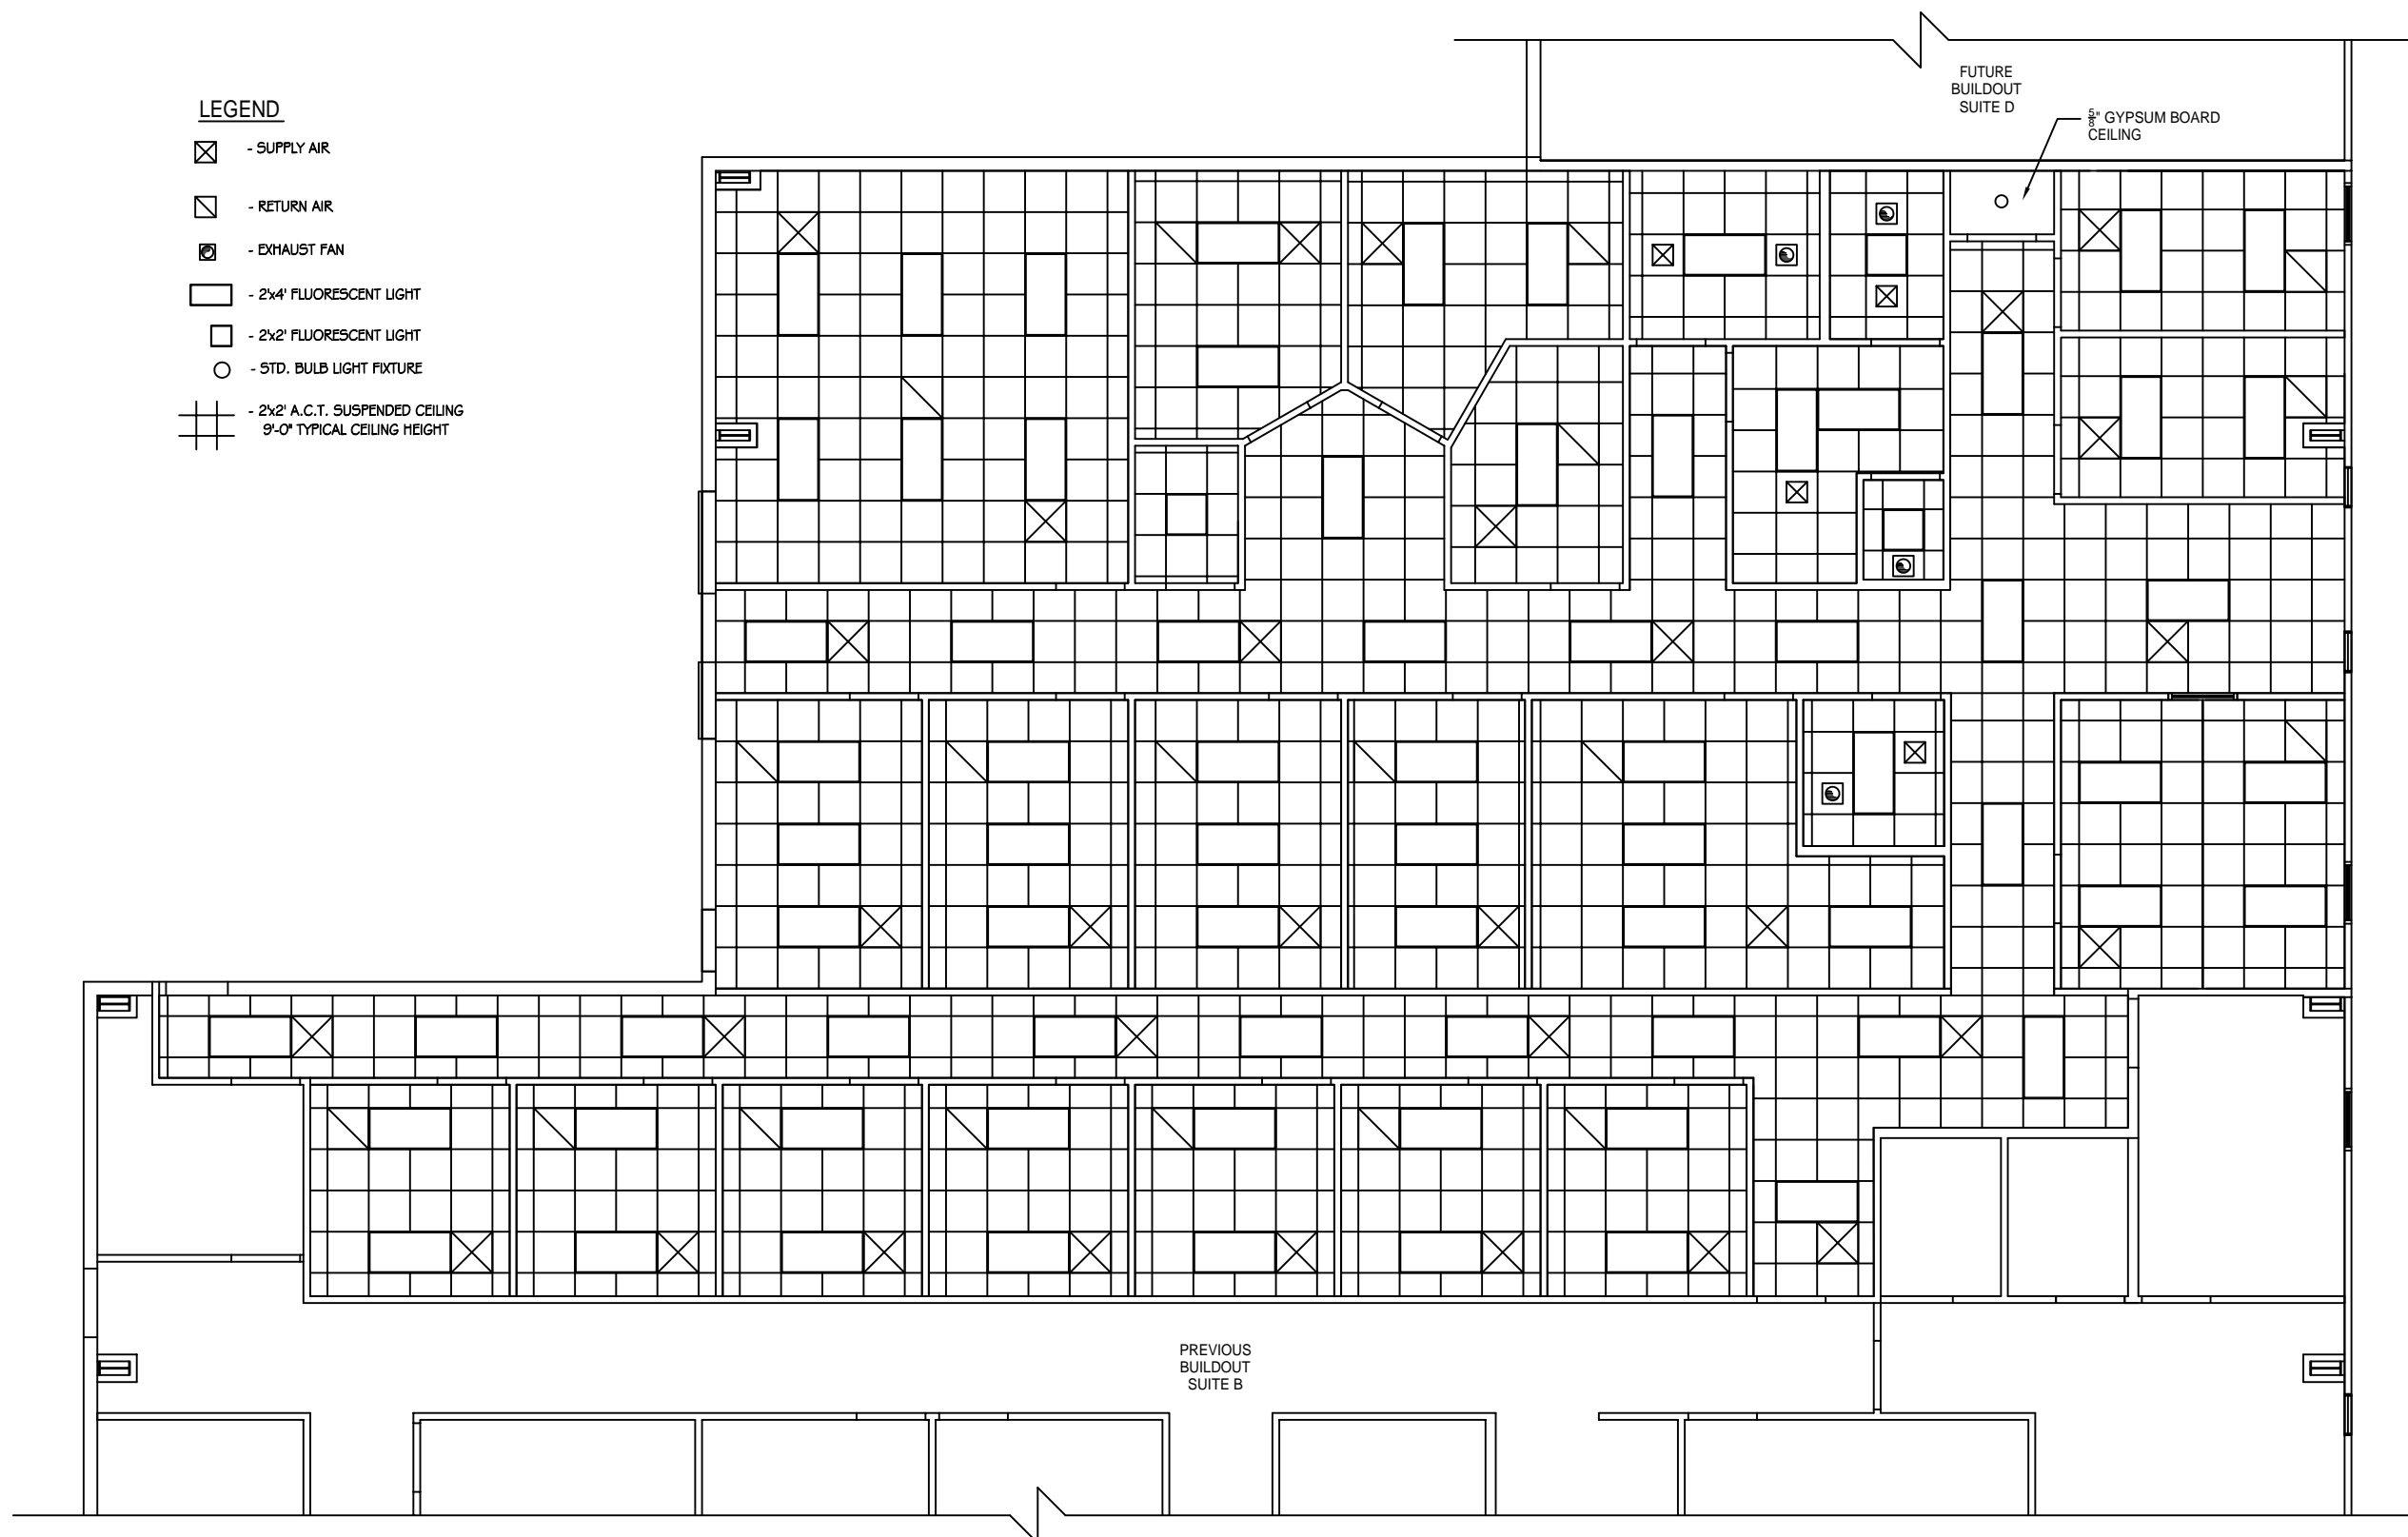 LEGEND
- SUPPLY AIR
- RETURN AIR
- EXHAUST FAN
- 2'x4' FLUORESCENT LIGHT
- 2'x2' FLUORESCENT LIGHT
- STD. BULB LIGHT FIXTURE
- 2'X2' A.C.T. SUSPENDED CEILING
9'-0" TYPICAL CEILING HEIGHT
FUTURE
BUILDOUT
SUITE D
5/8" GYPSUM BOARD
CEILING
PREVIOUS
BUILDOUT
SUITE B